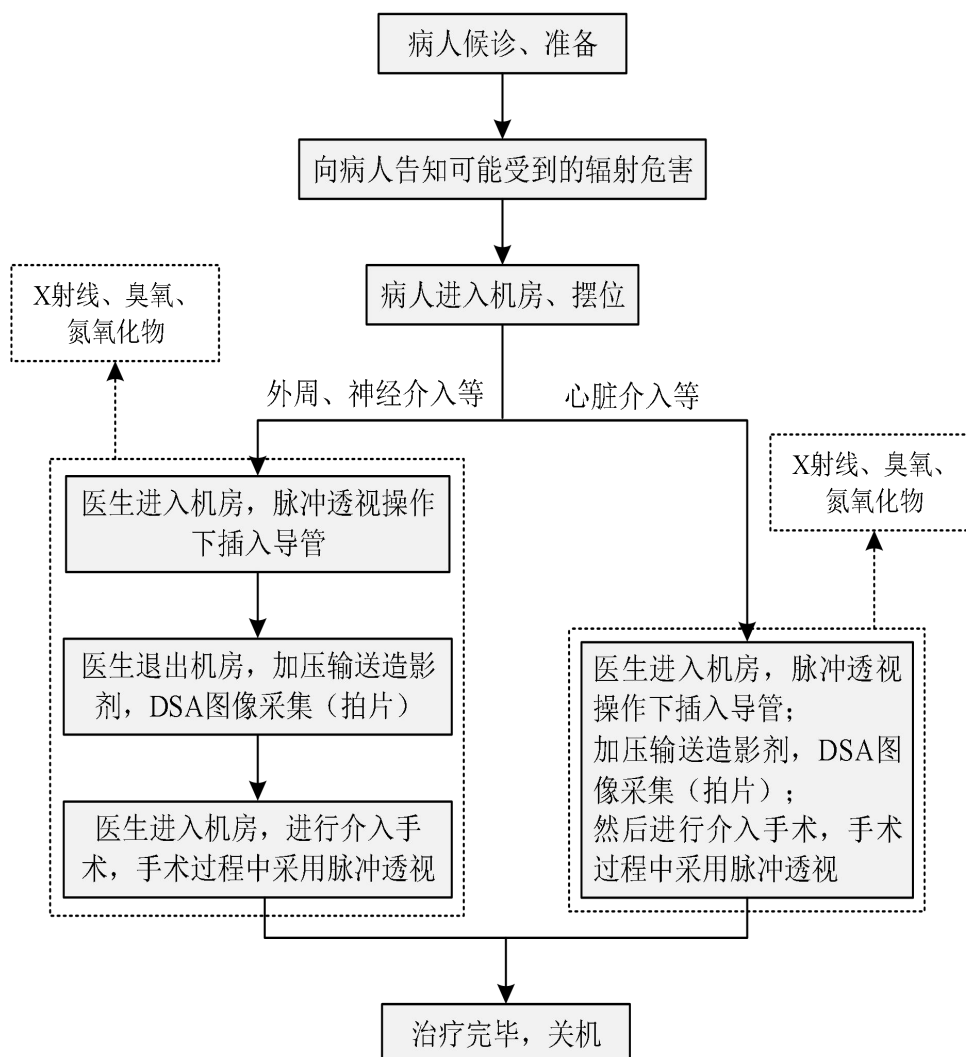 病人候诊、准备
向病人告知可能受到的辐射危害
病人进入机房、摆位
X射线、臭氧、
氮氧化物
外周、神经介入等
心脏介入等
医生进入机房，脉冲透视操作
下插入导管
医生退出机房，加压输送造影
剂，DSA图像采集（拍片）
医生进入机房，进行介入手
术，手术过程中采用脉冲透视
X射线、臭氧、
氮氧化物
医生进入机房，脉冲透视
操作下插入导管；
加压输送造影剂，DSA图
像采集（拍片）；
然后进行介入手术，手术
过程中采用脉冲透视
治疗完毕，关机